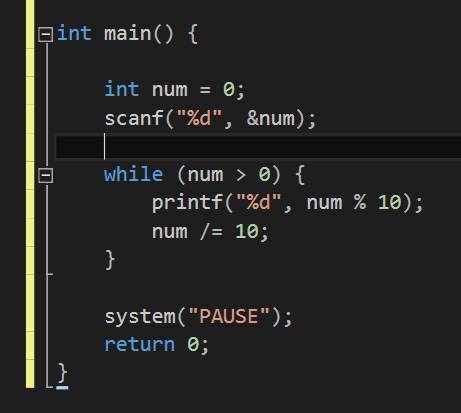 int main() {
int num = 0;
scanf("%d", &num);
while (num > 0) {
printf("%d", num % 10);
num /= 10;
}
system("PAUSE");
return 0;
}